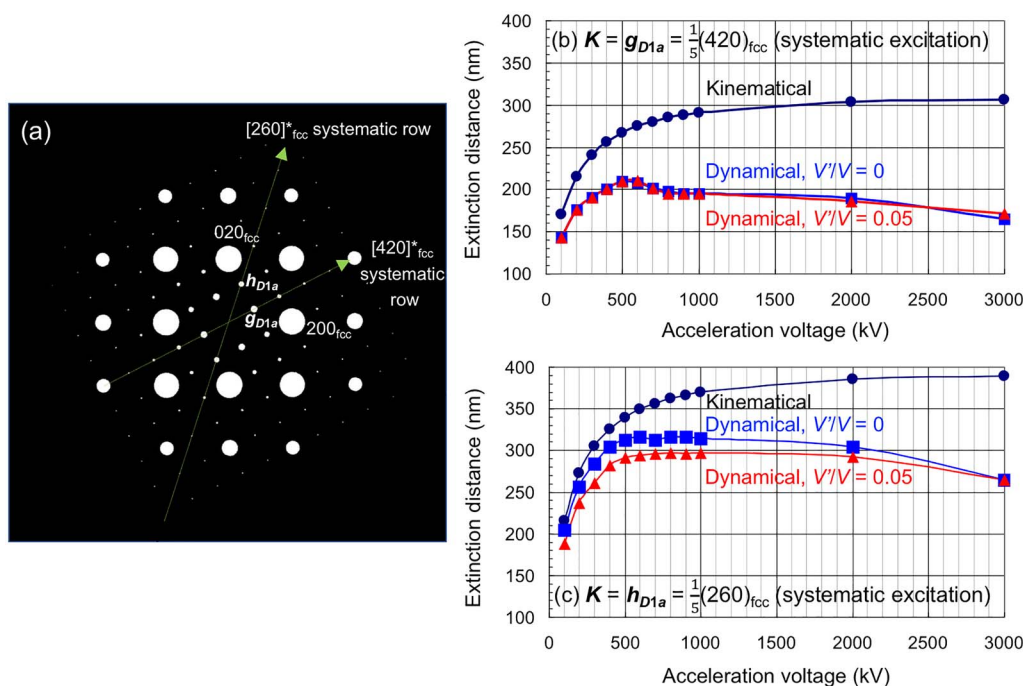 (a)
[260]*fcc systematic row
020fcc
[420]*fcc
systematic
row
hD1a
gD1a
200fcc
Extinction distance (nm)
400
350
300
250
200
150
100
(b) K = gD1a = 1/5(420)fcc (systematic excitation)
Kinematical
Dynamical, V'/V = 0
Dynamical, V'/V = 0.05
0 500 1000 1500 2000 2500 3000
Acceleration voltage (kV)
Extinction distance (nm)
400
350
300
250
200
150
100
Kinematical
Dynamical, V'/V = 0
Dynamical, V'/V = 0.05
(c) K = hD1a = 1/5(260)fcc (systematic excitation)
0 500 1000 1500 2000 2500 3000
Acceleration voltage (kV)